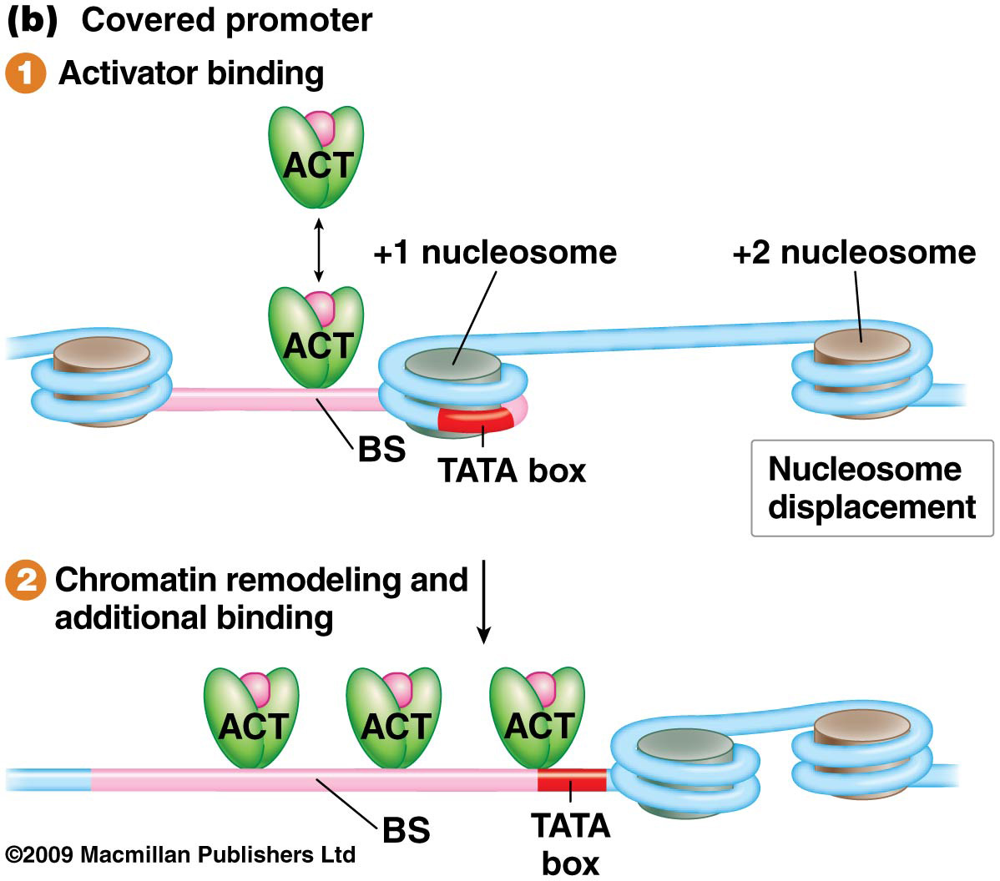 (b) Covered promoter
1 Activator binding
ACT
+1 nucleosome
+2 nucleosome
ACT
BS
TATA box
Nucleosome
displacement
2 Chromatin remodeling and
additional binding
ACT ACT ACT
BS
TATA
box
©2009 Macmillan Publishers Ltd